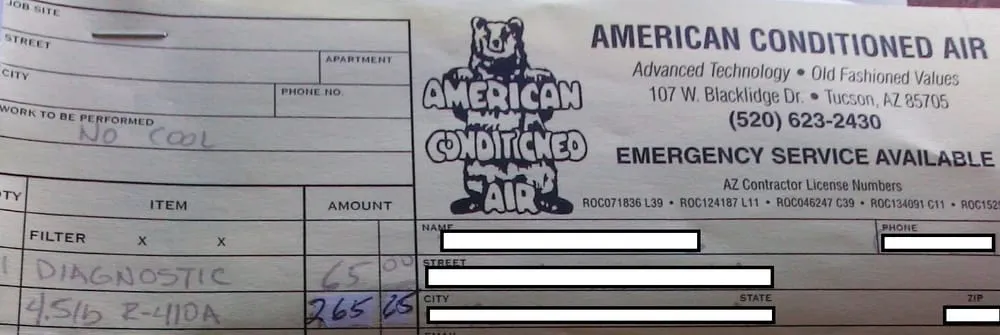 JOB SITE
STREET
APARTMENT
CITY
PHONE NO.
WORK TO BE PERFORMED
NO COOL
AMERICAN CONDITIONED AIR
AMERICAN CONDITIONED AIR
Advanced Technology • Old Fashioned Values
107 W. Blacklidge Dr. • Tucson, AZ 85705
(520) 623-2430
EMERGENCY SERVICE AVAILABLE
AZ Contractor License Numbers
ROC071836 L39 • ROC124187 L11 • ROC046247 C39 • ROC134091 C11 • ROC152
TY ITEM AMOUNT
FILTER X X
1 DIAGNOSTIC 65 00
4.5lb R-410A 265 65
NAME PHONE
STREET
CITY STATE ZIP